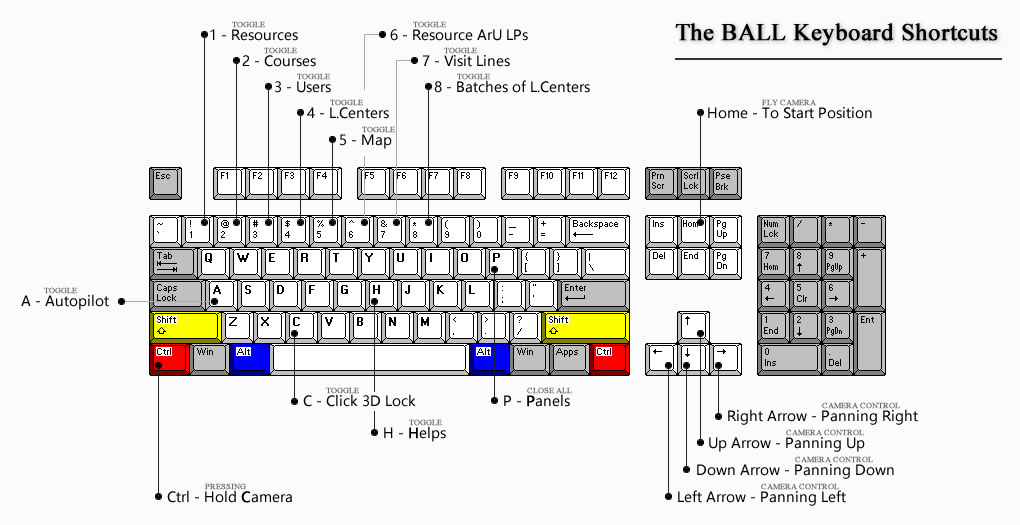 The BALL Keyboard Shortcuts
TOGGLE
1 - Resources
TOGGLE
2 - Courses
TOGGLE
3 - Users
TOGGLE
4 - L.Centers
TOGGLE
5 - Map
TOGGLE
6 - Resource ArU LPs
TOGGLE
7 - Visit Lines
TOGGLE
8 - Batches of L.Centers
FLY CAMERA
Home - To Start Position
Esc F1 F2 F3 F4 F5 F6 F7 F8 F9 F10 F11 F12 Prn Scr Scrl Lck Pse Brk
~ ` ! 1 @ 2 # 3 $ 4 % 5 ^ 6 & 7 * 8 ( 9 ) 0 _ - + = Backspace Ins Home Pg Up Num Lck / * -
Tab Q W E R T Y U I O P { [ } ] | \ Del End Pg Dn 7 Hom 8 ↑ 9 PgUp +
Caps Lock A S D F G H J K L : ; " ' Enter 4 ← 5 Clr 6 →
Shift Z X C V B N M < , > . ? / Shift ↑ 1 End 2 ↓ 3 PgDn Ent
Ctrl Win Alt Alt Win Apps Ctrl ← ↓ → 0 Ins . Del
TOGGLE
A - Autopilot
TOGGLE
C - Click 3D Lock
TOGGLE
H - Helps
CLOSE ALL
P - Panels
PRESSING
Ctrl - Hold Camera
CAMERA CONTROL
Right Arrow - Panning Right
CAMERA CONTROL
Up Arrow - Panning Up
CAMERA CONTROL
Down Arrow - Panning Down
CAMERA CONTROL
Left Arrow - Panning Left